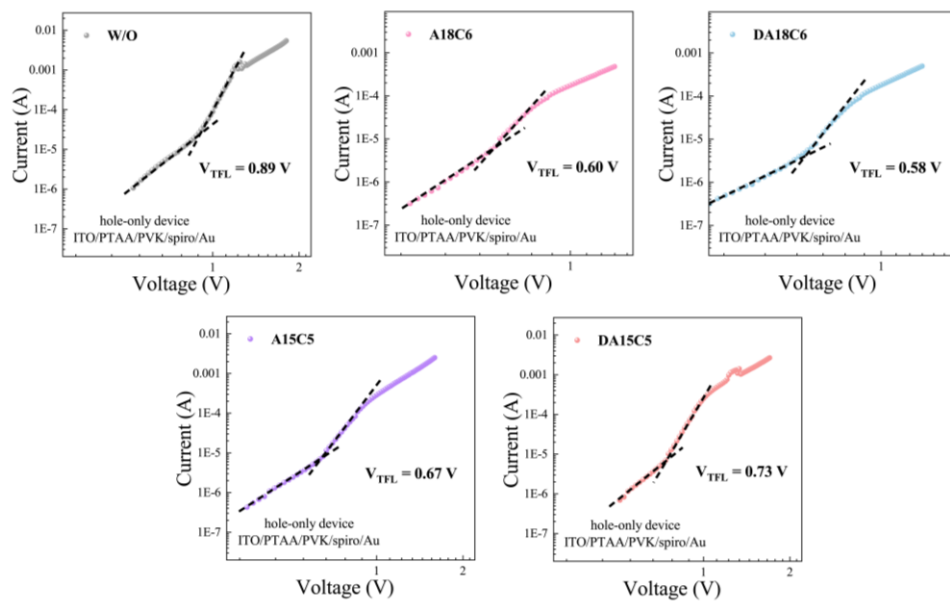 W/O
0.01
0.001
1E-4
1E-5
1E-6
1E-7
Current (A)
V_TFL = 0.89 V
hole-only device
ITO/PTAA/PVK/spiro/Au
1
2
Voltage (V)
A18C6
0.001
1E-4
1E-5
1E-6
1E-7
Current (A)
V_TFL = 0.60 V
hole-only device
ITO/PTAA/PVK/spiro/Au
1
Voltage (V)
DA18C6
0.001
1E-4
1E-5
1E-6
1E-7
Current (A)
V_TFL = 0.58 V
hole-only device
ITO/PTAA/PVK/spiro/Au
1
Voltage (V)
A15C5
0.01
0.001
1E-4
1E-5
1E-6
1E-7
Current (A)
V_TFL = 0.67 V
hole-only device
ITO/PTAA/PVK/spiro/Au
1
2
Voltage (V)
DA15C5
0.01
0.001
1E-4
1E-5
1E-6
1E-7
Current (A)
V_TFL = 0.73 V
hole-only device
ITO/PTAA/PVK/spiro/Au
1
2
Voltage (V)